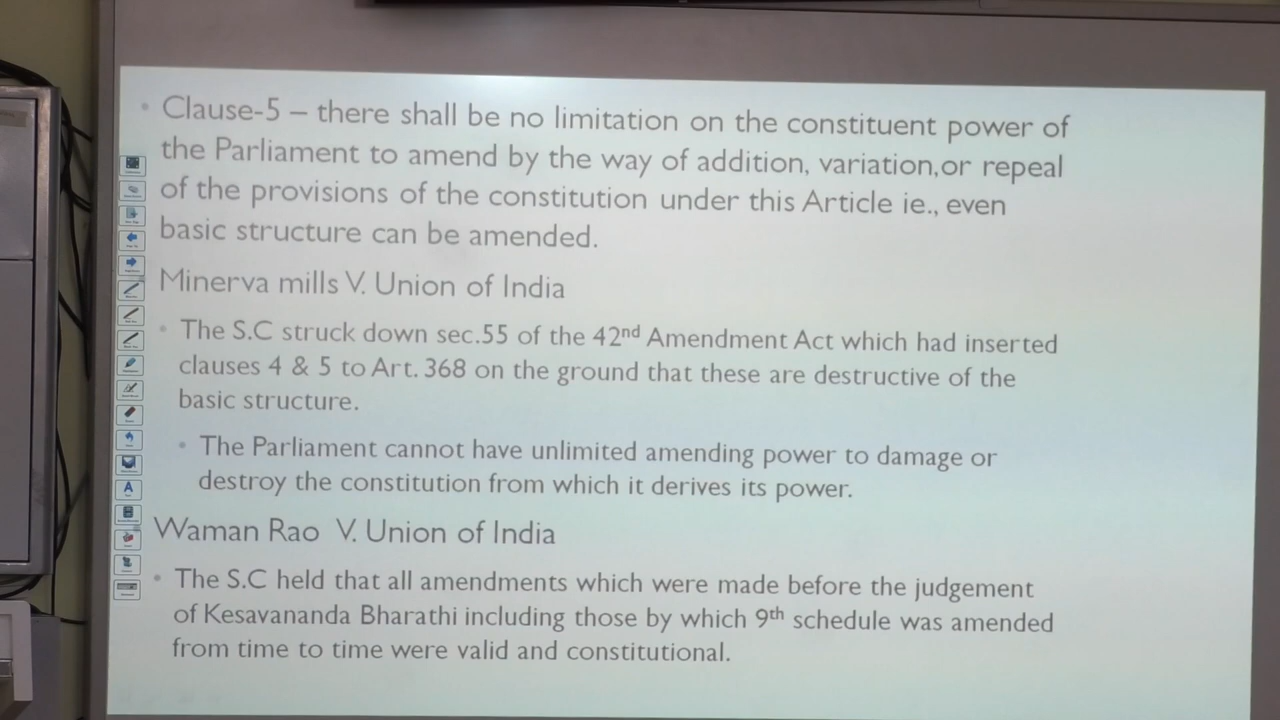 • Clause-5 – there shall be no limitation on the constituent power of
the Parliament to amend by the way of addition, variation,or repeal
of the provisions of the constitution under this Article ie., even
basic structure can be amended.
Minerva mills V. Union of India
• The S.C struck down sec.55 of the 42nd Amendment Act which had inserted
clauses 4 & 5 to Art. 368 on the ground that these are destructive of the
basic structure.
• The Parliament cannot have unlimited amending power to damage or
destroy the constitution from which it derives its power.
Waman Rao V. Union of India
• The S.C held that all amendments which were made before the judgement
of Kesavananda Bharathi including those by which 9th schedule was amended
from time to time were valid and constitutional.